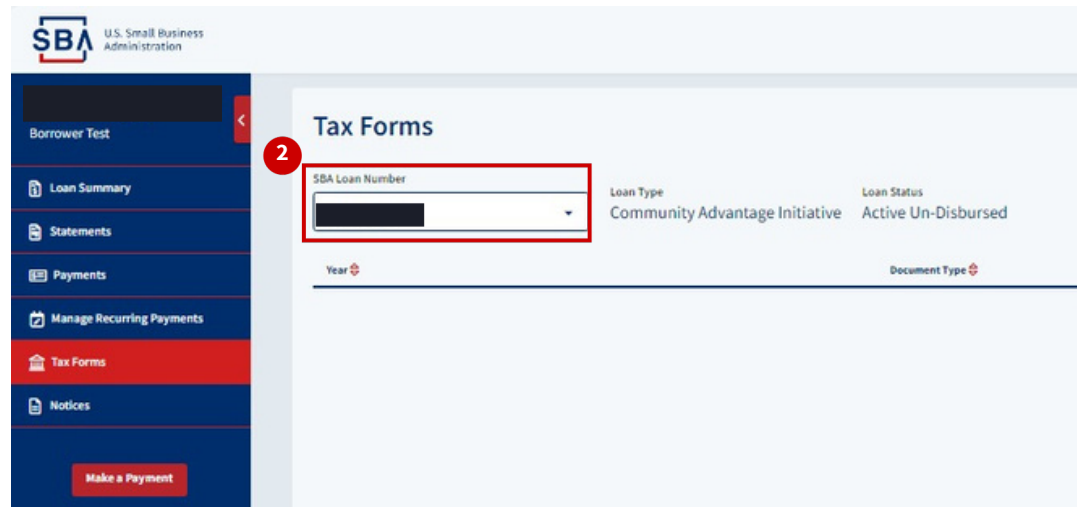 SBA
U.S. Small Business
Administration
Borrower Test
Loan Summary
Statements
Payments
Manage Recurring Payments
Tax Forms
Notices
Make a Payment
Tax Forms
2
SBA Loan Number
Loan Type
Community Advantage Initiative
Loan Status
Active Un-Disbursed
Year
Document Type